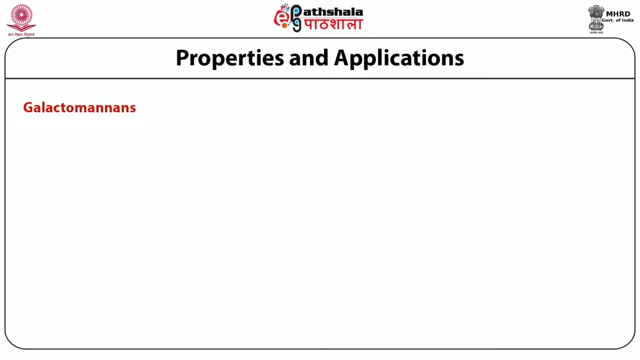 ePathshala
पाठशाला
MHRD
Govt. of India
Properties and Applications
Galactomannans